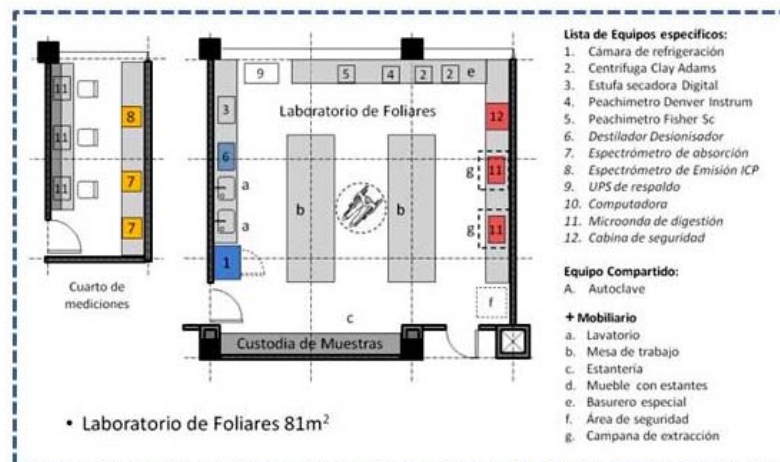 11
11
11
8
7
7
Cuarto de
mediciones
9
5
4
2
2
e
3
Laboratorio de Foliares
12
6
g
11
a
b
b
a
g
11
1
f
c
Custodia de Muestras
• Laboratorio de Foliares 81m²
Lista de Equipos específicos:
1. Cámara de refrigeración
2. Centrifuga Clay Adams
3. Estufa secadora Digital
4. Peachimetro Denver Instrum
5. Peachimetro Fisher Sc
6. Destilador Desionisador
7. Espectrómetro de absorción
8. Espectrómetro de Emisión ICP
9. UPS de respaldo
10. Computadora
11. Microonda de digestión
12. Cabina de seguridad
Equipo Compartido:
A. Autoclave
+ Mobiliario
a. Lavatorio
b. Mesa de trabajo
c. Estantería
d. Mueble con estantes
e. Basurero especial
f. Área de seguridad
g. Campana de extracción